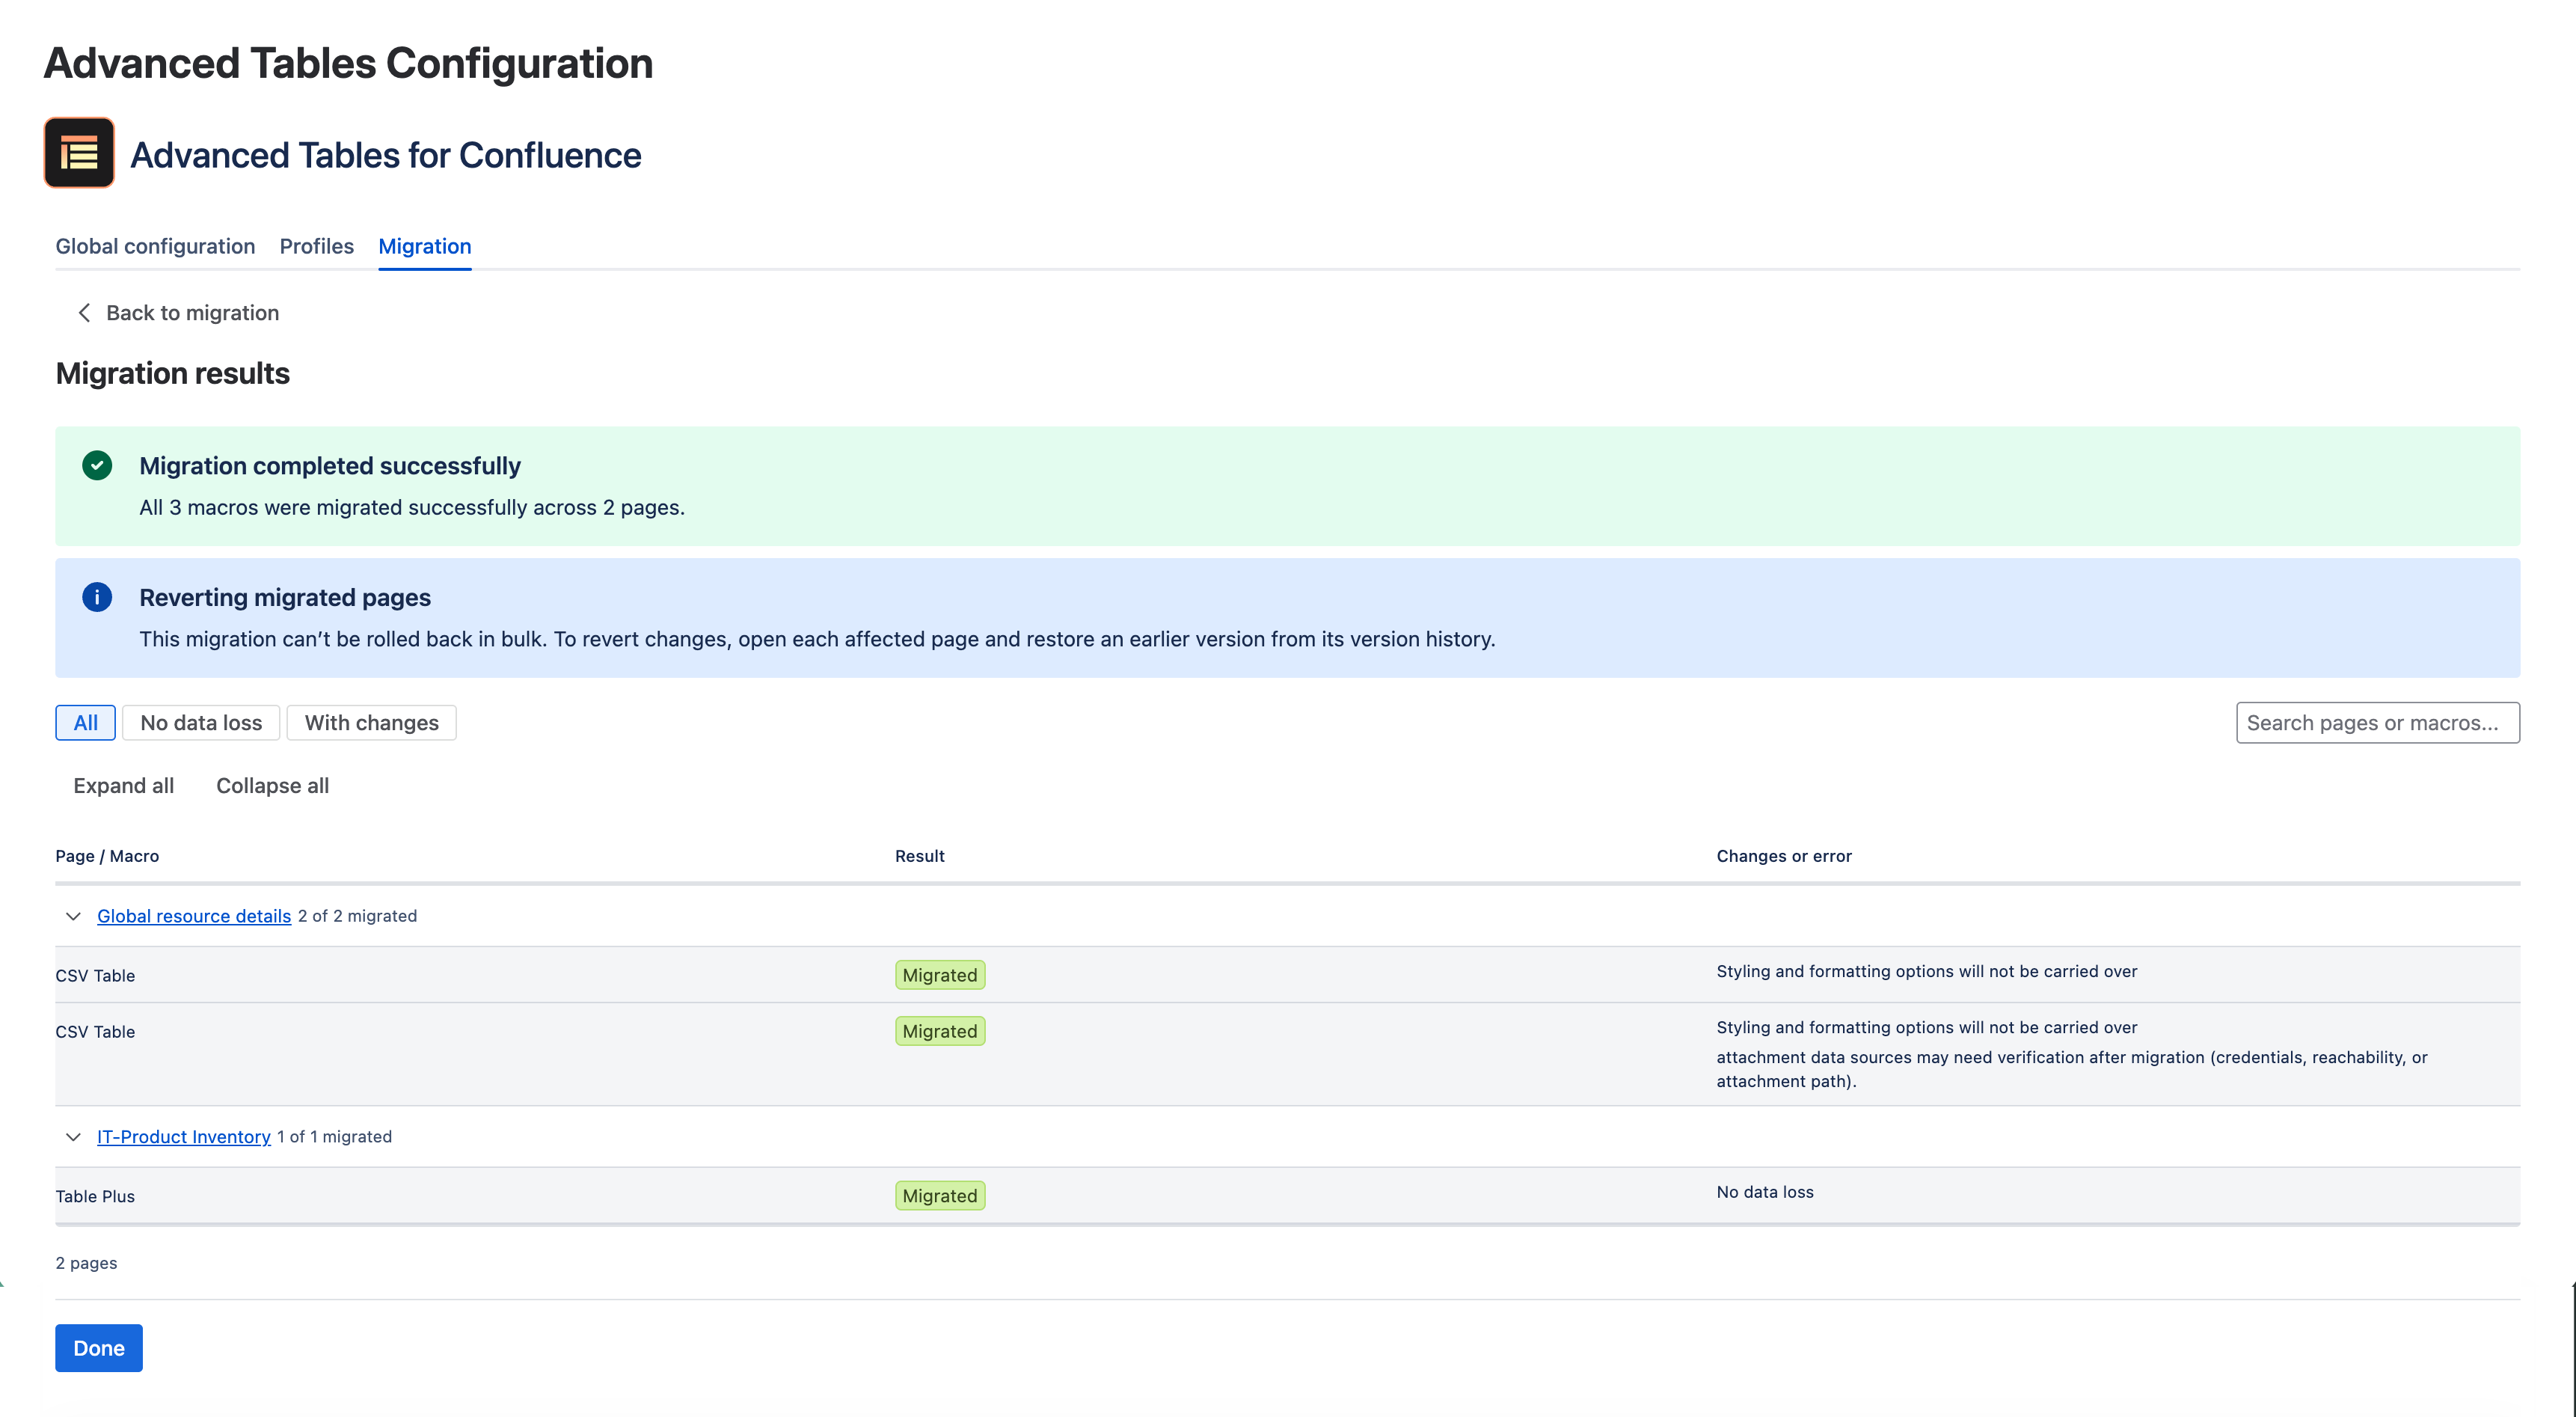 Advanced Tables Configuration
Advanced Tables for Confluence
Global configuration Profiles Migration
Back to migration
Migration results
Migration completed successfully
All 3 macros were migrated successfully across 2 pages.
Reverting migrated pages
This migration can’t be rolled back in bulk. To revert changes, open each affected page and restore an earlier version from its version history.
All No data loss With changes Search pages or macros...
Expand all Collapse all
Page / Macro Result Changes or error
Global resource details 2 of 2 migrated
CSV Table Migrated Styling and formatting options will not be carried over
CSV Table Migrated Styling and formatting options will not be carried over
attachment data sources may need verification after migration (credentials, reachability, or
attachment path).
IT-Product Inventory 1 of 1 migrated
Table Plus Migrated No data loss
2 pages
Done